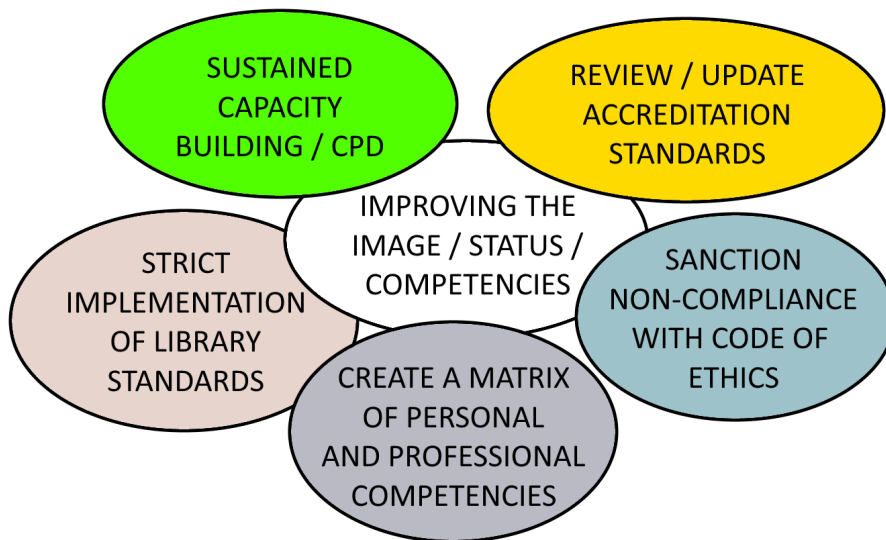 SUSTAINED
CAPACITY
BUILDING / CPD
REVIEW / UPDATE
ACCREDITATION
STANDARDS
IMPROVING THE
IMAGE / STATUS /
COMPETENCIES
STRICT
IMPLEMENTATION
OF LIBRARY
STANDARDS
SANCTION
NON-COMPLIANCE
WITH CODE OF
ETHICS
CREATE A MATRIX
OF PERSONAL
AND PROFESSIONAL
COMPETENCIES